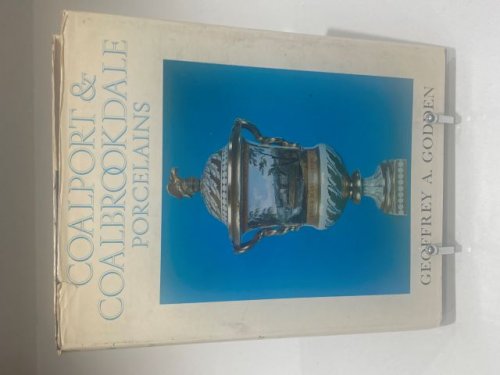 COALPORT &
COALBROOKDALE
PORCELAINS
GEOFFREY A. GODDEN